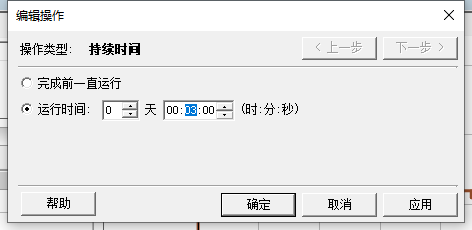 编辑操作
操作类型: 持续时间 < 上一步 下一步 >
完成前一直运行
运行时间: 0 天 00:03:00 (时:分:秒)
帮助 确定 取消 应用